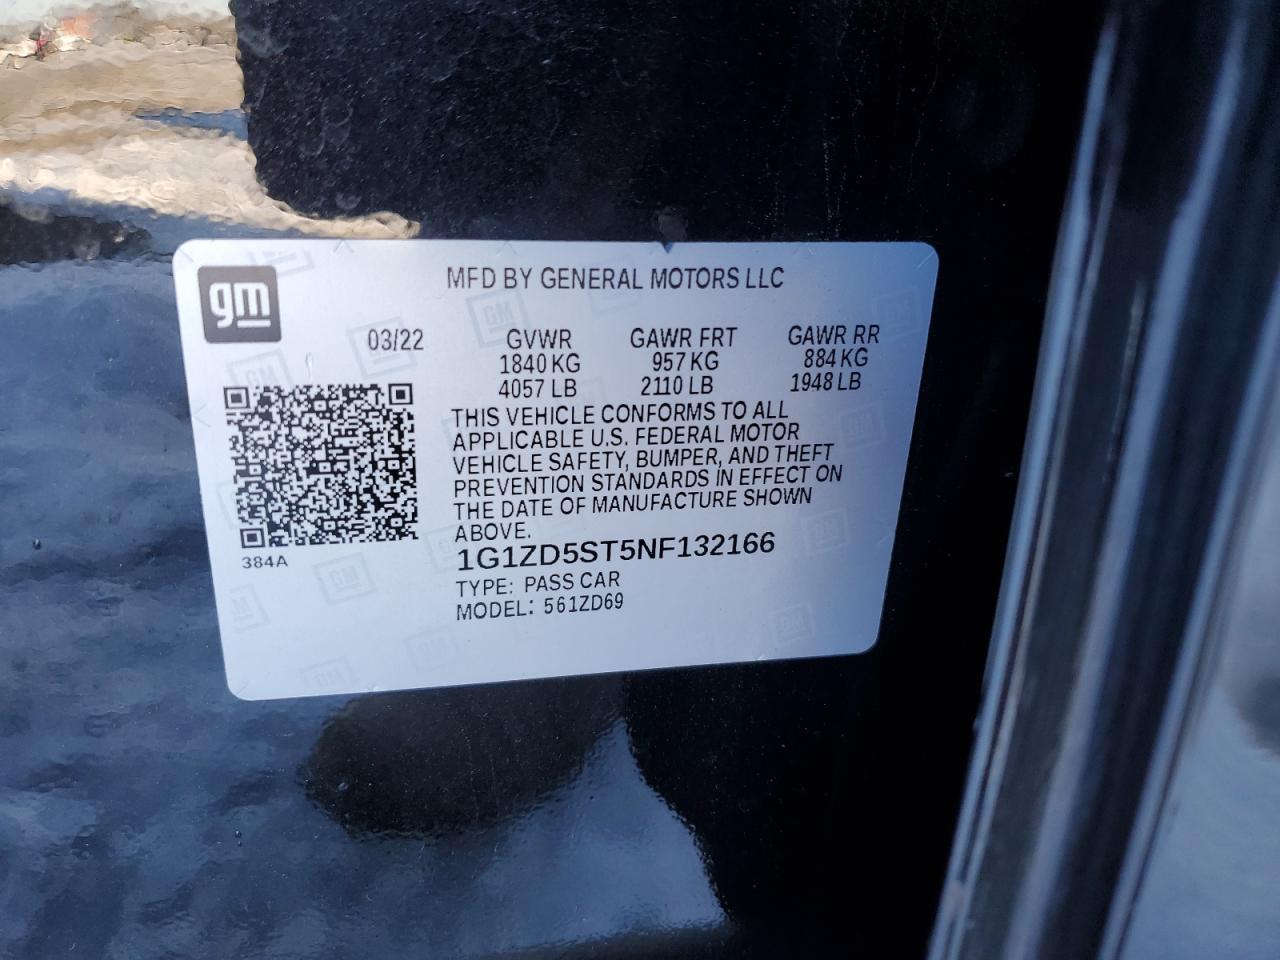 gm
MFD BY GENERAL MOTORS LLC
03/22 GVWR GAWR FRT GAWR RR
1840 KG 957 KG 884 KG
4057 LB 2110 LB 1948 LB
THIS VEHICLE CONFORMS TO ALL
APPLICABLE U.S. FEDERAL MOTOR
VEHICLE SAFETY, BUMPER, AND THEFT
PREVENTION STANDARDS IN EFFECT ON
THE DATE OF MANUFACTURE SHOWN
ABOVE.
384A
1G1ZD5ST5NF132166
TYPE: PASS CAR
MODEL: 561ZD69